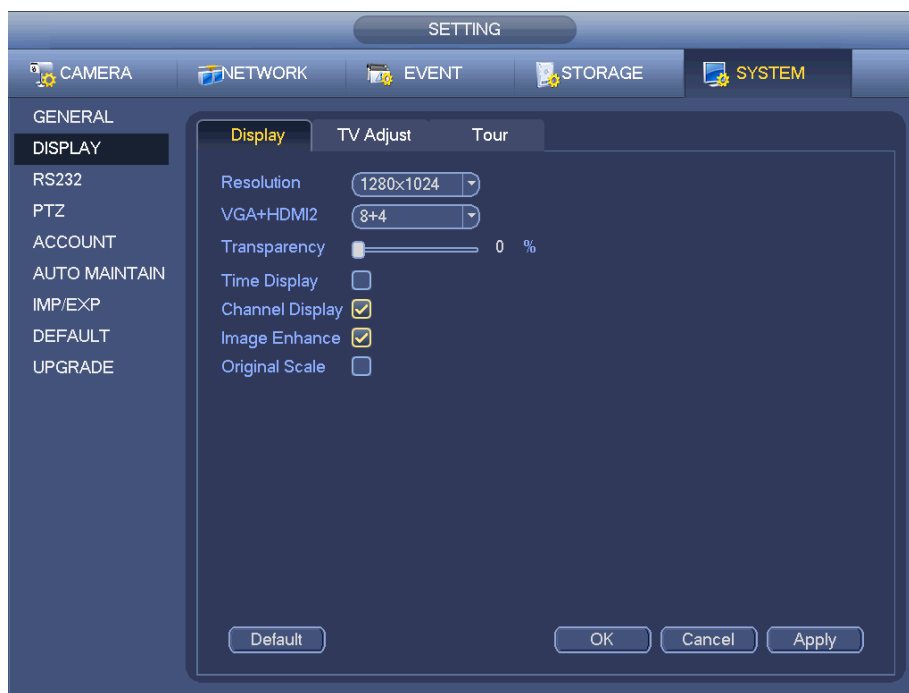 SETTING
CAMERA NETWORK EVENT STORAGE SYSTEM
GENERAL
DISPLAY
RS232
PTZ
ACCOUNT
AUTO MAINTAIN
IMP/EXP
DEFAULT
UPGRADE
Display TV Adjust Tour
Resolution 1280×1024
VGA+HDMI2 8+4
Transparency 0 %
Time Display
Channel Display
Image Enhance
Original Scale
Default OK Cancel Apply